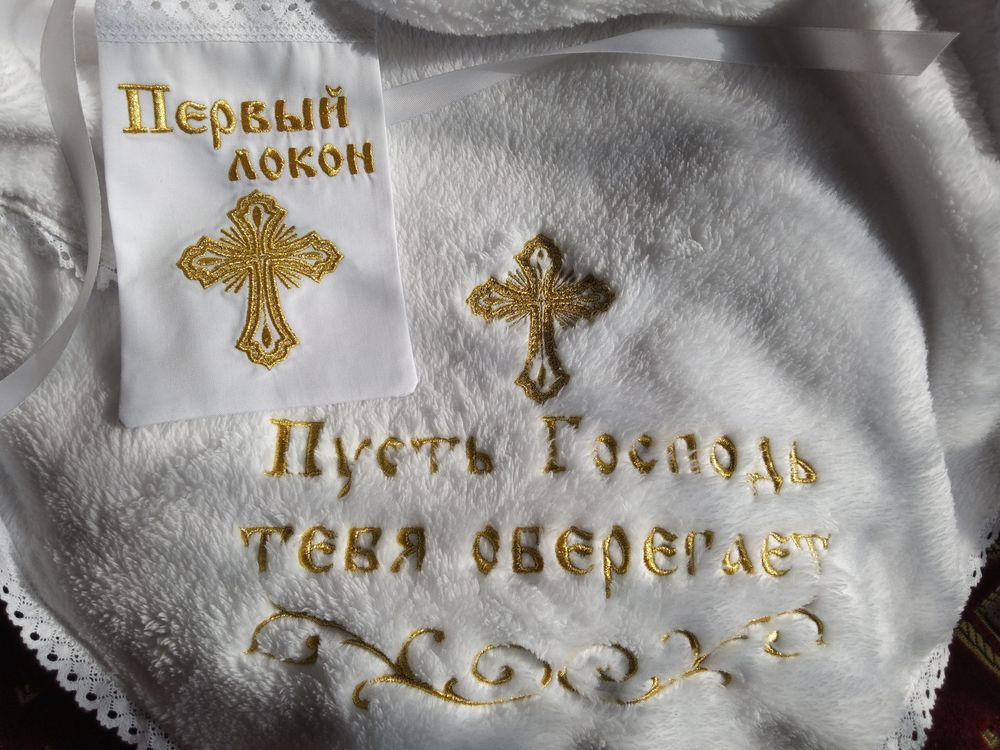 Первый
локон
Пусть Господь
тебя оберегает